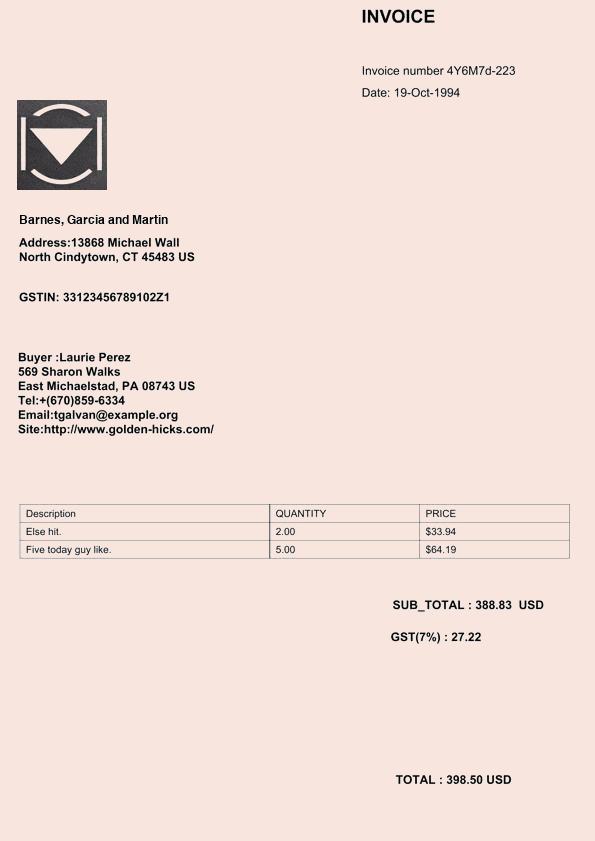 INVOICE
Invoice number 4Y6M7d-223
Date: 19-Oct-1994
Barnes, Garcia and Martin
Address:13868 Michael Wall
North Cindytown, CT 45483 US
GSTIN: 33123456789102Z1
Buyer :Laurie Perez
569 Sharon Walks
East Michaelstad, PA 08743 US
Tel:+(670)859-6334
Email:tgalvan@example.org
Site:http://www.golden-hicks.com/
Description QUANTITY PRICE
Else hit. 2.00 $33.94
Five today guy like. 5.00 $64.19
SUB_TOTAL : 388.83 USD
GST(7%) : 27.22
TOTAL : 398.50 USD